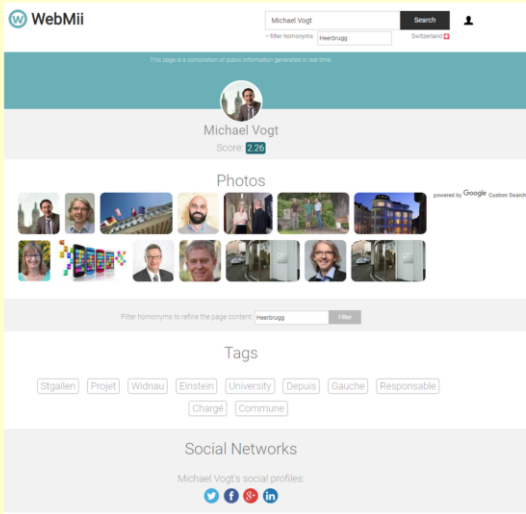 WebMii
Michael Vogt
Search
~ filter homonyms
Heerbrugg
Switzerland
This page is a compilation of public information generated in real time.
Michael Vogt
Score: 2.26
Photos
powered by Google Custom Search
Filter homonyms to refine the page content: Heerbrugg Filter
Tags
Stgallen Projet Widnau Einstein University Depuis Gauche Responsable
Chargé Commune
Social Networks
Michael Vogt's social profiles: